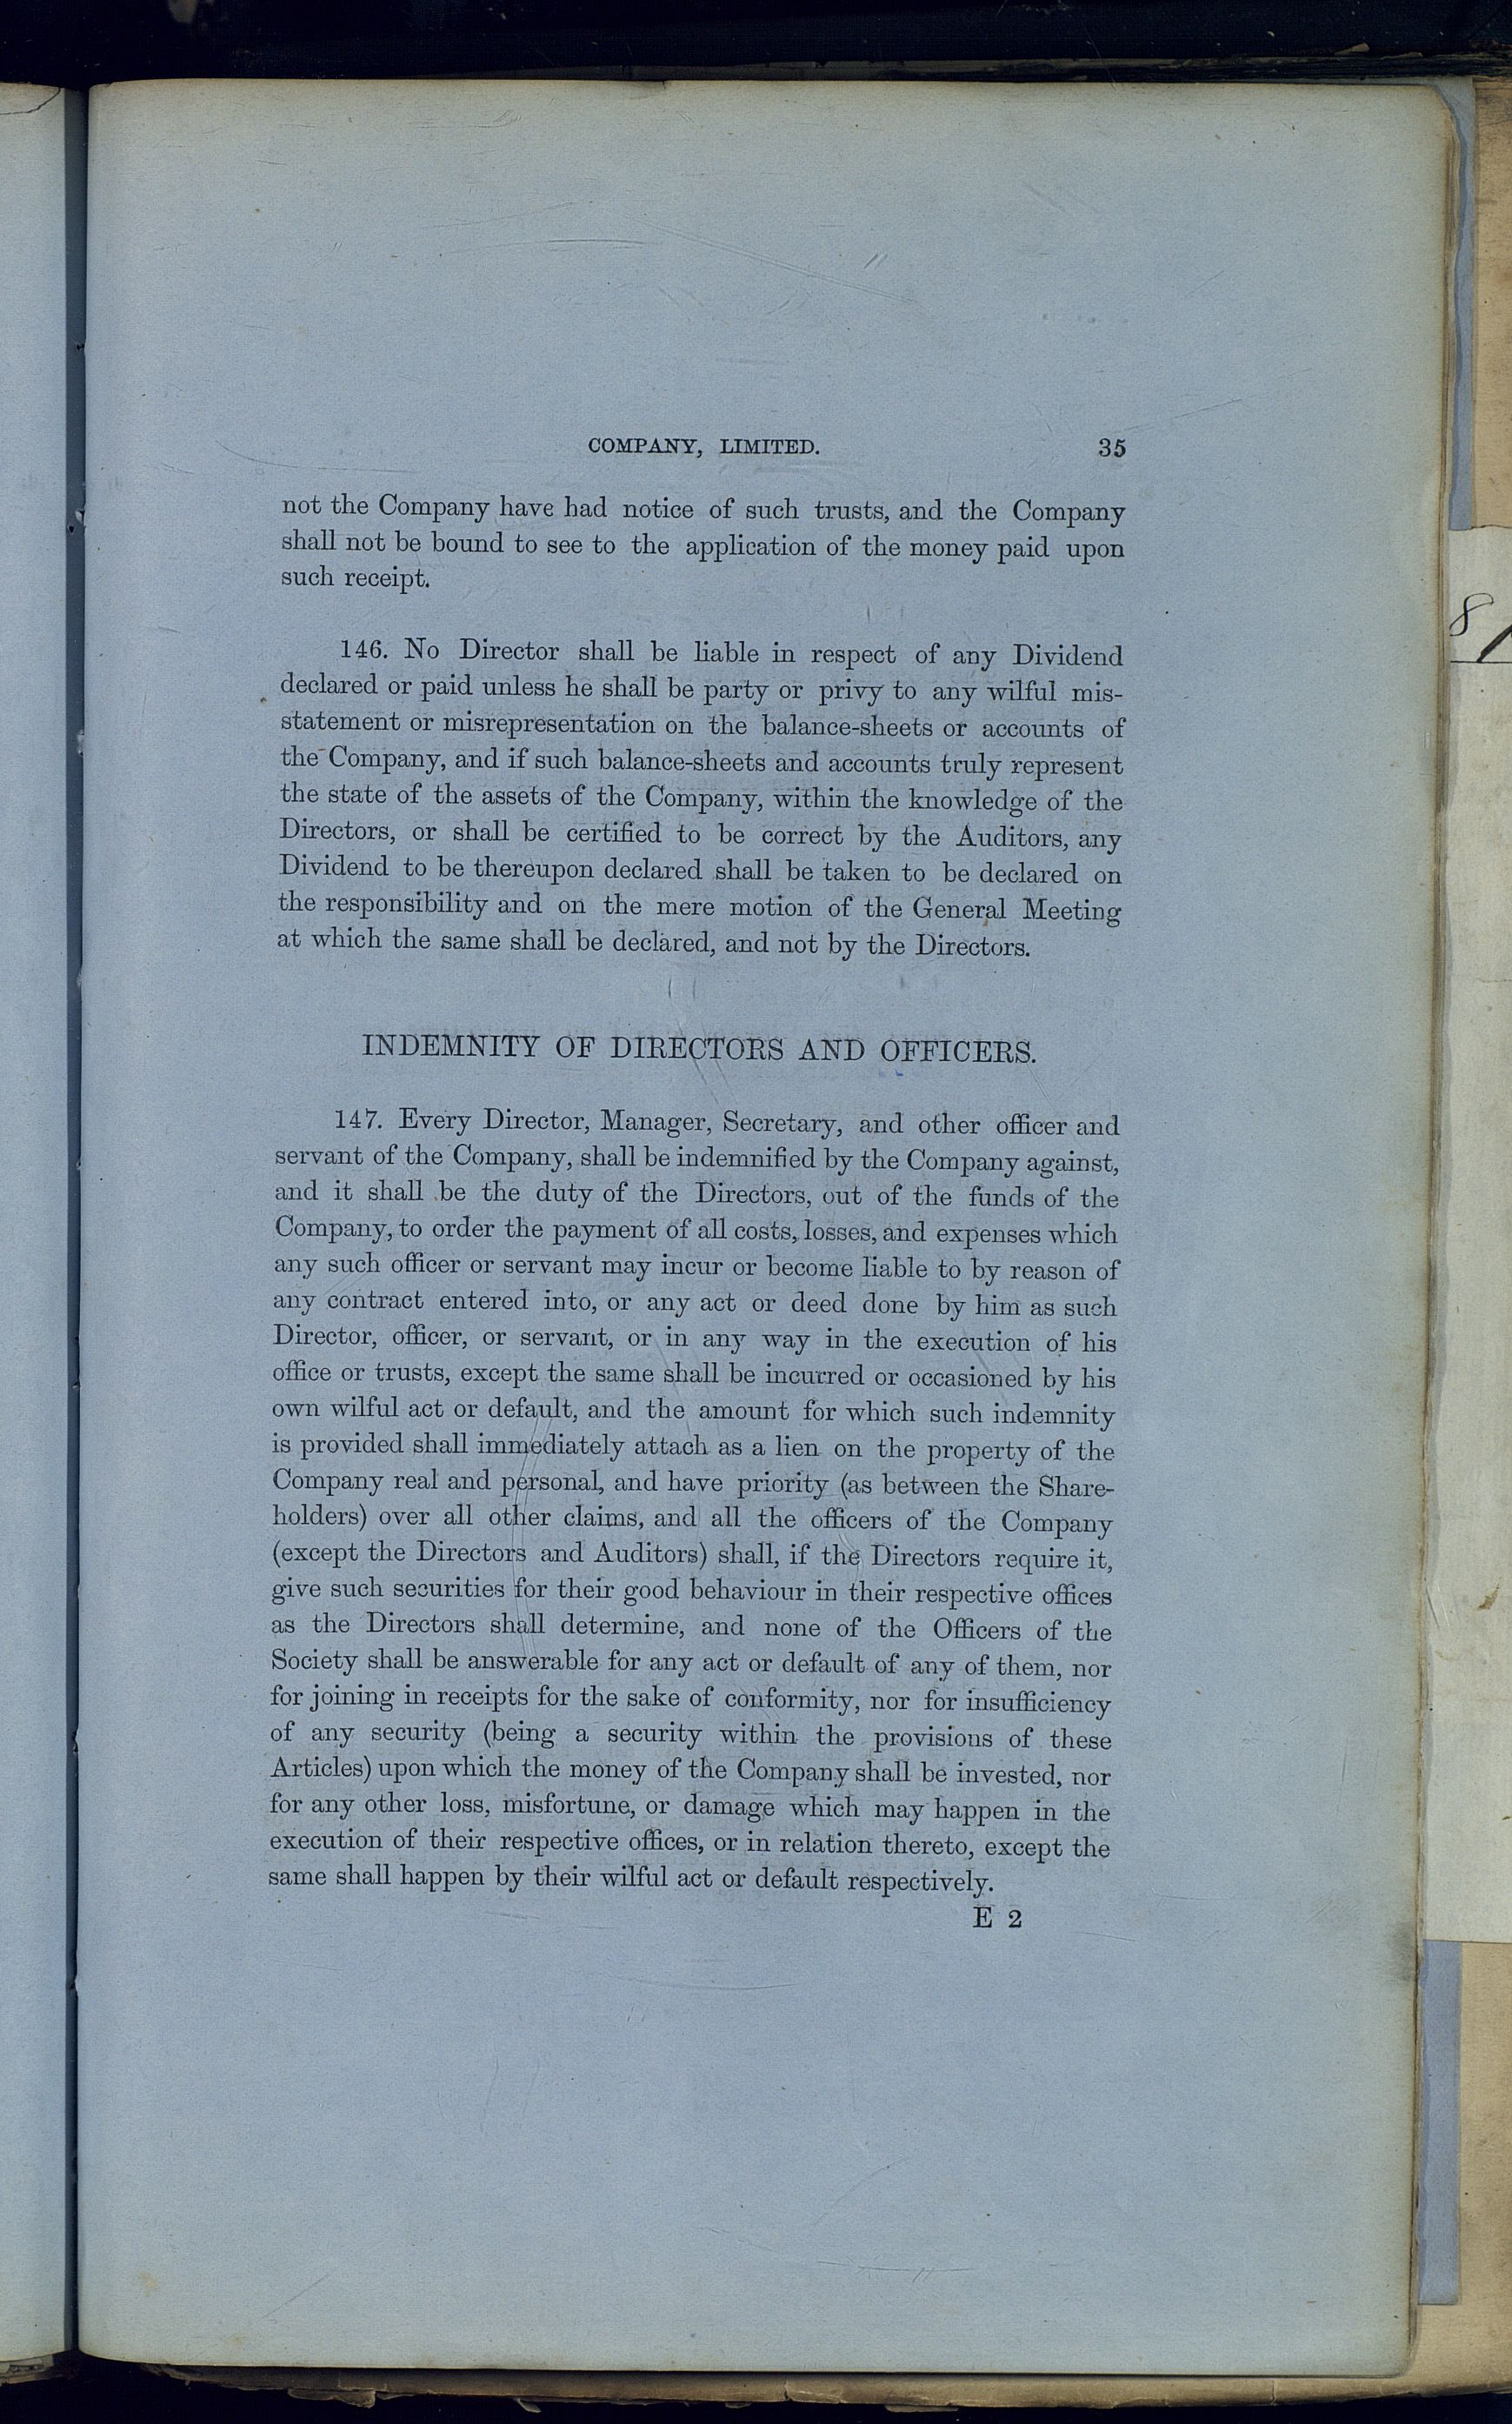 COMPANY, LIMITED. 35
not the Company have had notice of such trusts, and the Company
shall not be bound to see to the application of the money paid upon
such receipt.
146. No Director shall be liable in respect of any Dividend
declared or paid unless he shall be party or privy to any wilful mis-
statement or misrepresentation on the balance-sheets or accounts of
the Company, and if such balance-sheets and accounts truly represent
the state of the assets of the Company, within the knowledge of the
Directors, or shall be certified to be correct by the Auditors, any
Dividend to be thereupon declared shall be taken to be declared on
the responsibility and on the mere motion of the General Meeting
at which the same shall be declared, and not by the Directors.
INDEMNITY OF DIRECTORS AND OFFICERS.
147. Every Director, Manager, Secretary, and other officer and
servant of the Company, shall be indemnified by the Company against,
and it shall be the duty of the Directors, out of the funds of the
Company, to order the payment of all costs, losses, and expenses which
any such officer or servant may incur or become liable to by reason of
any contract entered into, or any act or deed done by him as such
Director, officer, or servant, or in any way in the execution of his
office or trusts, except the same shall be incurred or occasioned by his
own wilful act or default, and the amount for which such indemnity
is provided shall immediately attach as a lien on the property of the
Company real and personal, and have priority (as between the Share-
holders) over all other claims, and all the officers of the Company
(except the Directors and Auditors) shall, if the Directors require it,
give such securities for their good behaviour in their respective offices
as the Directors shall determine, and none of the Officers of the
Society shall be answerable for any act or default of any of them, nor
for joining in receipts for the sake of conformity, nor for insufficiency
of any security (being a security within the provisions of these
Articles) upon which the money of the Company shall be invested, nor
for any other loss, misfortune, or damage which may happen in the
execution of their respective offices, or in relation thereto, except the
same shall happen by their wilful act or default respectively.
E 2